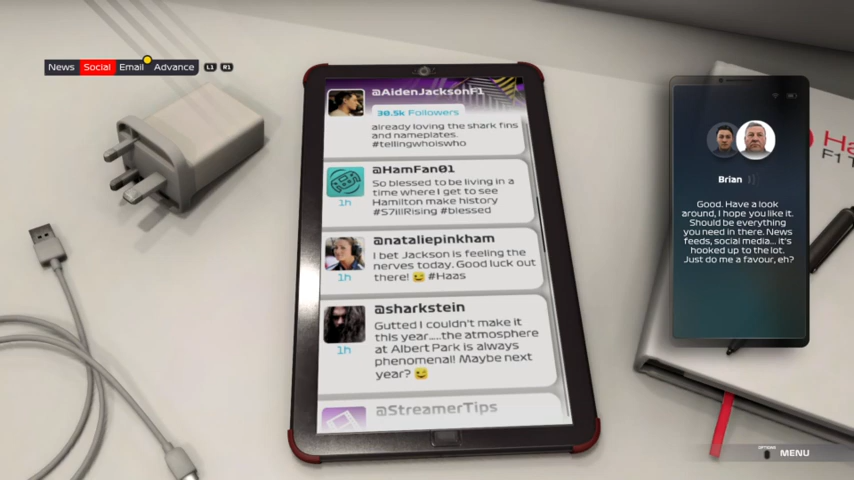 News Social Email Advance L1 R1
@AidenJacksonF1
30.5k Followers
already loving the shark fins
and nameplates.
#tellingwhoiswho
@HamFan01
So blessed to be living in a
time where I get to see
Hamilton make history
#S7illRising #blessed
1h
@nataliepinkham
I bet Jackson is feeling the
nerves today. Good luck out
there! 😉 #Haas
1h
@sharkstein
Gutted I couldn't make it
this year.....the atmosphere
at Albert Park is always
phenomenal! Maybe next
year? 😉
1h
@StreamerTips
Brian
Good. Have a look
around, I hope you like it.
Should be everything
you need in there. News
feeds, social media... it's
hooked up to the lot.
Just do me a favour, eh?
Ha
F1 T
OPTIONS
MENU